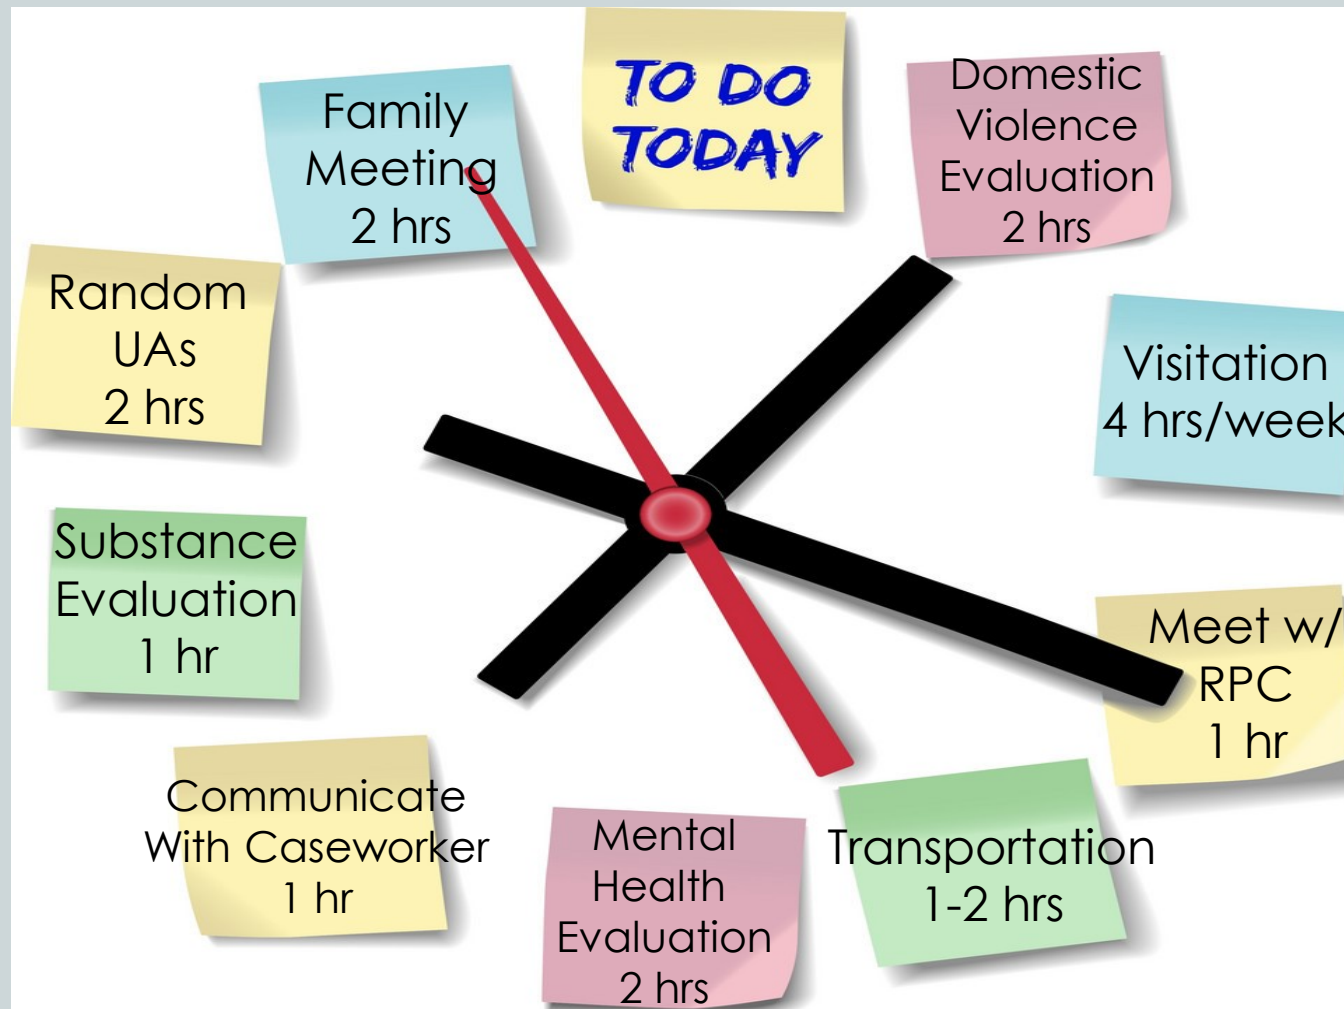 TO DO
TODAY
Domestic
Violence
Evaluation
2 hrs
Visitation
4 hrs/week
Meet w/
RPC
1 hr
Transportation
1-2 hrs
Mental
Health
Evaluation
2 hrs
Communicate
With Caseworker
1 hr
Substance
Evaluation
1 hr
Random
UAs
2 hrs
Family
Meeting
2 hrs